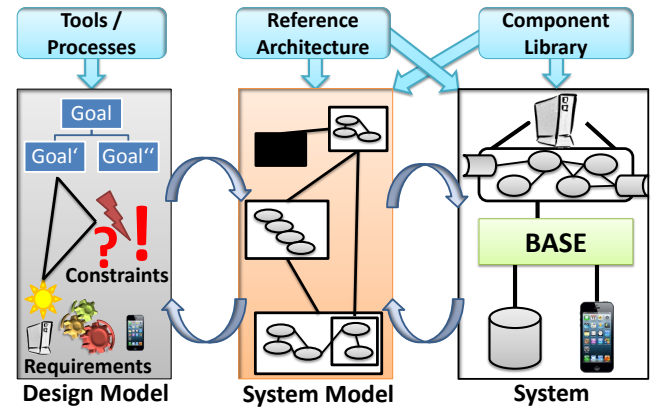 Tools /
Processes
Reference
Architecture
Component
Library
Goal
Goal‘
Goal‘‘
?
!
Constraints
Requirements
BASE
Design Model
System Model
System